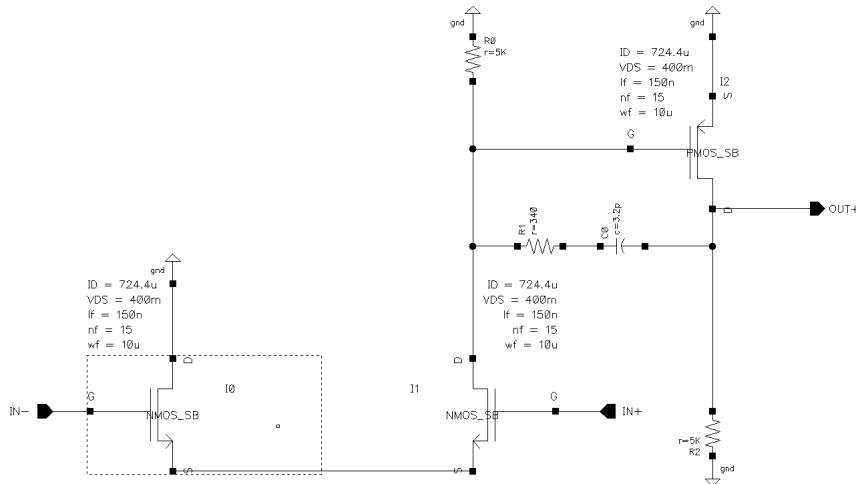 gnd
R0
r=5K
gnd
ID = 724.4u
VDS = 400m
lf = 150n
nf = 15
wf = 10u
I2
S
G
PMOS_SB
D
OUT+
R1
r=340
C0
c=3.2p
gnd
ID = 724.4u
VDS = 400m
lf = 150n
nf = 15
wf = 10u
ID = 724.4u
VDS = 400m
lf = 150n
nf = 15
wf = 10u
D
I0
I1
D
IN-
G
NMOS_SB
NMOS_SB
G
IN+
S
S
r=5K
R2
gnd